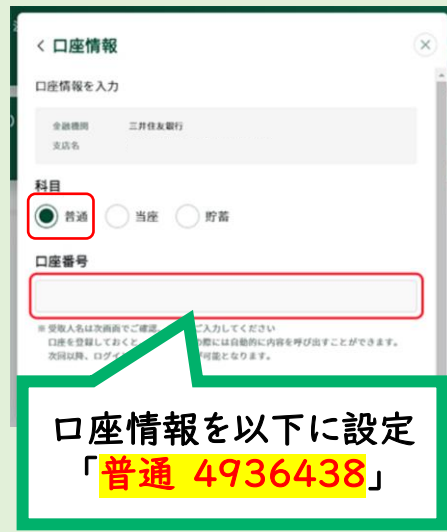 < 口座情報
口座情報を入力
金融機関 三井住友銀行
支店名
科目
普通 当座 貯蓄
口座番号
※ 受取人名は次画面でご確認 ご入力してください
口座を登録しておくと の際には自動的に内容を呼び出すことができます。
次回以降、ログイ 可能となります。
口座情報を以下に設定
「普通 4936438」